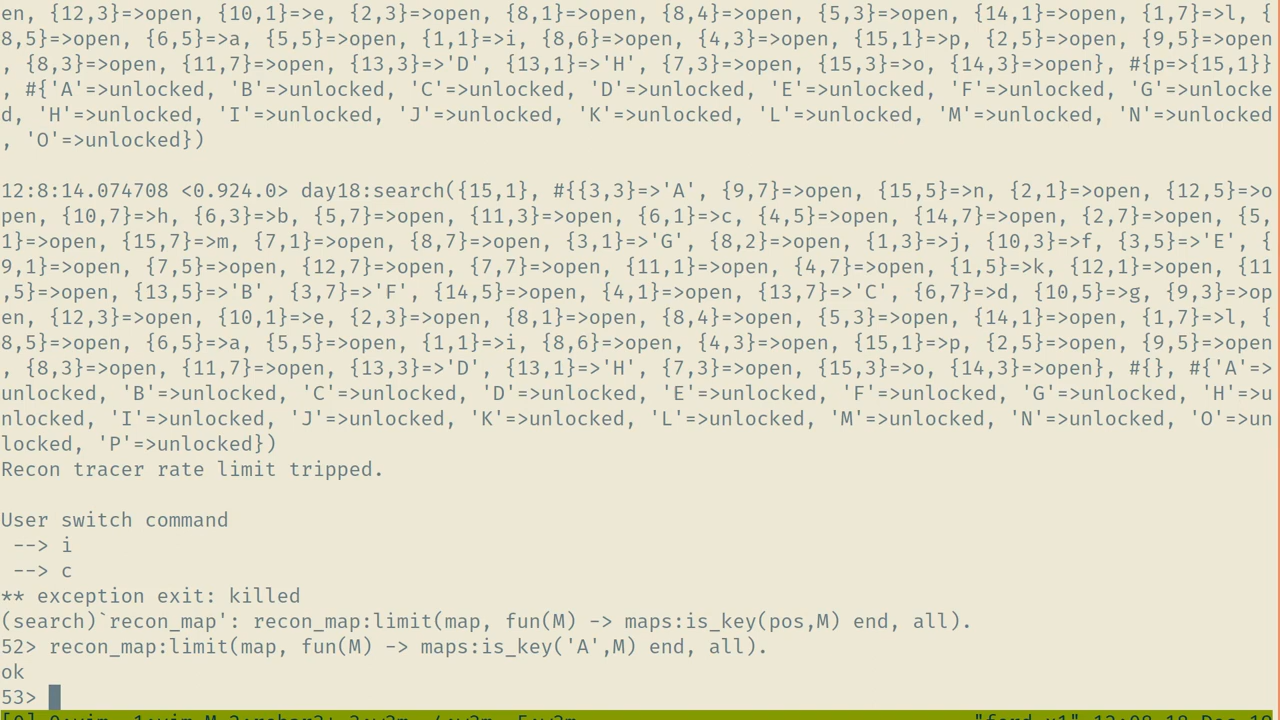 en, {12,3}=>open, {10,1}=>e, {2,3}=>open, {8,1}=>open, {8,4}=>open, {5,3}=>open, {14,1}=>open, {1,7}=>l, {
8,5}=>open, {6,5}=>a, {5,5}=>open, {1,1}=>i, {8,6}=>open, {4,3}=>open, {15,1}=>p, {2,5}=>open, {9,5}=>open
, {8,3}=>open, {11,7}=>open, {13,3}=>'D', {13,1}=>'H', {7,3}=>open, {15,3}=>o, {14,3}=>open}, #{p=>{15,1}}
, #{'A'=>unlocked, 'B'=>unlocked, 'C'=>unlocked, 'D'=>unlocked, 'E'=>unlocked, 'F'=>unlocked, 'G'=>unlocke
d, 'H'=>unlocked, 'I'=>unlocked, 'J'=>unlocked, 'K'=>unlocked, 'L'=>unlocked, 'M'=>unlocked, 'N'=>unlocked
, 'O'=>unlocked})
12:8:14.074708 <0.924.0> day18:search({15,1}, #{{3,3}=>'A', {9,7}=>open, {15,5}=>n, {2,1}=>open, {12,5}=>o
pen, {10,7}=>h, {6,3}=>b, {5,7}=>open, {11,3}=>open, {6,1}=>c, {4,5}=>open, {14,7}=>open, {2,7}=>open, {5,
1}=>open, {15,7}=>m, {7,1}=>open, {8,7}=>open, {3,1}=>'G', {8,2}=>open, {1,3}=>j, {10,3}=>f, {3,5}=>'E', {
9,1}=>open, {7,5}=>open, {12,7}=>open, {7,7}=>open, {11,1}=>open, {4,7}=>open, {1,5}=>k, {12,1}=>open, {11
,5}=>open, {13,5}=>'B', {3,7}=>'F', {14,5}=>open, {4,1}=>open, {13,7}=>'C', {6,7}=>d, {10,5}=>g, {9,3}=>op
en, {12,3}=>open, {10,1}=>e, {2,3}=>open, {8,1}=>open, {8,4}=>open, {5,3}=>open, {14,1}=>open, {1,7}=>l, {
8,5}=>open, {6,5}=>a, {5,5}=>open, {1,1}=>i, {8,6}=>open, {4,3}=>open, {15,1}=>p, {2,5}=>open, {9,5}=>open
, {8,3}=>open, {11,7}=>open, {13,3}=>'D', {13,1}=>'H', {7,3}=>open, {15,3}=>o, {14,3}=>open}, #{}, #{'A'=>
unlocked, 'B'=>unlocked, 'C'=>unlocked, 'D'=>unlocked, 'E'=>unlocked, 'F'=>unlocked, 'G'=>unlocked, 'H'=>u
nlocked, 'I'=>unlocked, 'J'=>unlocked, 'K'=>unlocked, 'L'=>unlocked, 'M'=>unlocked, 'N'=>unlocked, 'O'=>un
locked, 'P'=>unlocked})
Recon tracer rate limit tripped.
User switch command
--> i
--> c
** exception exit: killed
(search)`recon_map': recon_map:limit(map, fun(M) -> maps:is_key(pos,M) end, all).
52> recon_map:limit(map, fun(M) -> maps:is_key('A',M) end, all).
ok
53>